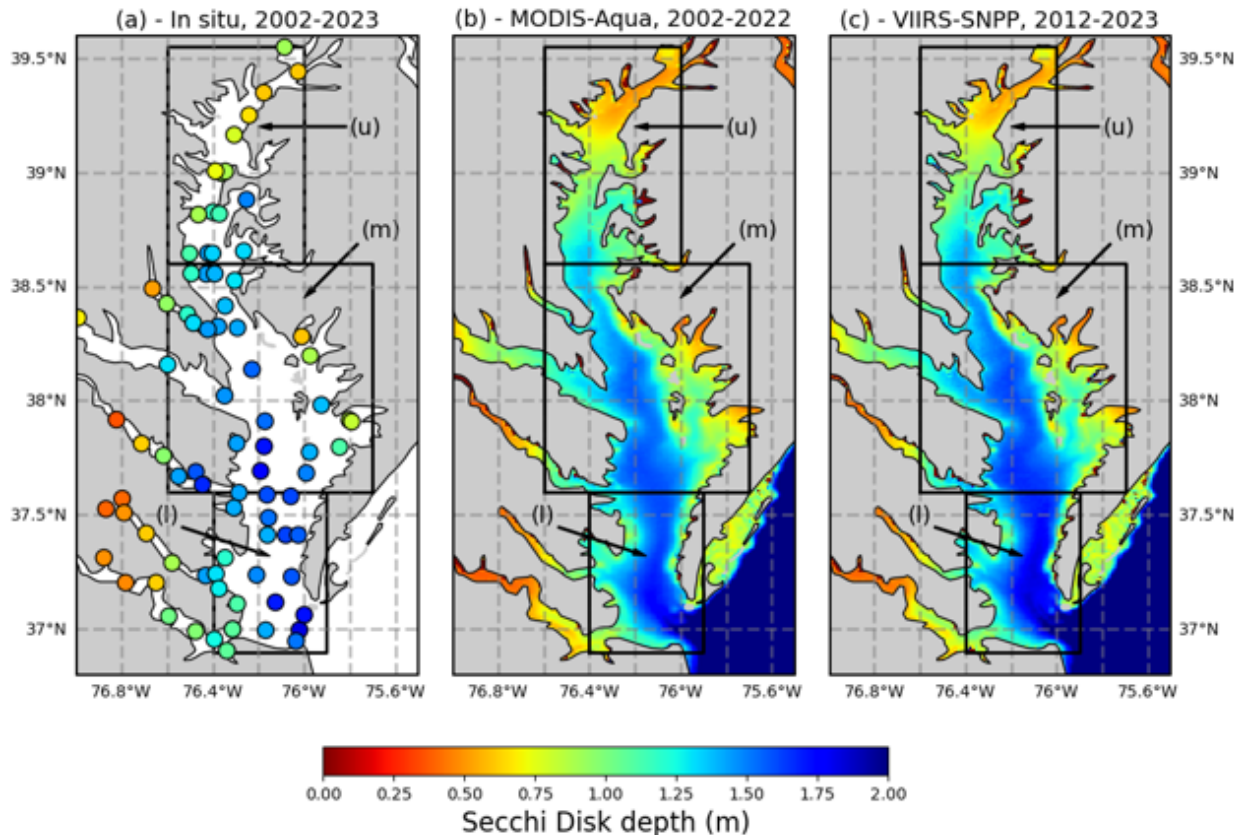 (a) - In situ, 2002-2023
(b) - MODIS-Aqua, 2002-2022
(c) - VIIRS-SNPP, 2012-2023
39.5°N
39°N
38.5°N
38°N
37.5°N
37°N
(u)
(m)
(l)
(u)
(m)
(l)
(u)
(m)
(l)
39.5°N
39°N
38.5°N
38°N
37.5°N
37°N
76.8°W 76.4°W 76°W 75.6°W
76.8°W 76.4°W 76°W 75.6°W
76.8°W 76.4°W 76°W 75.6°W
0.00 0.25 0.50 0.75 1.00 1.25 1.50 1.75 2.00
Secchi Disk depth (m)